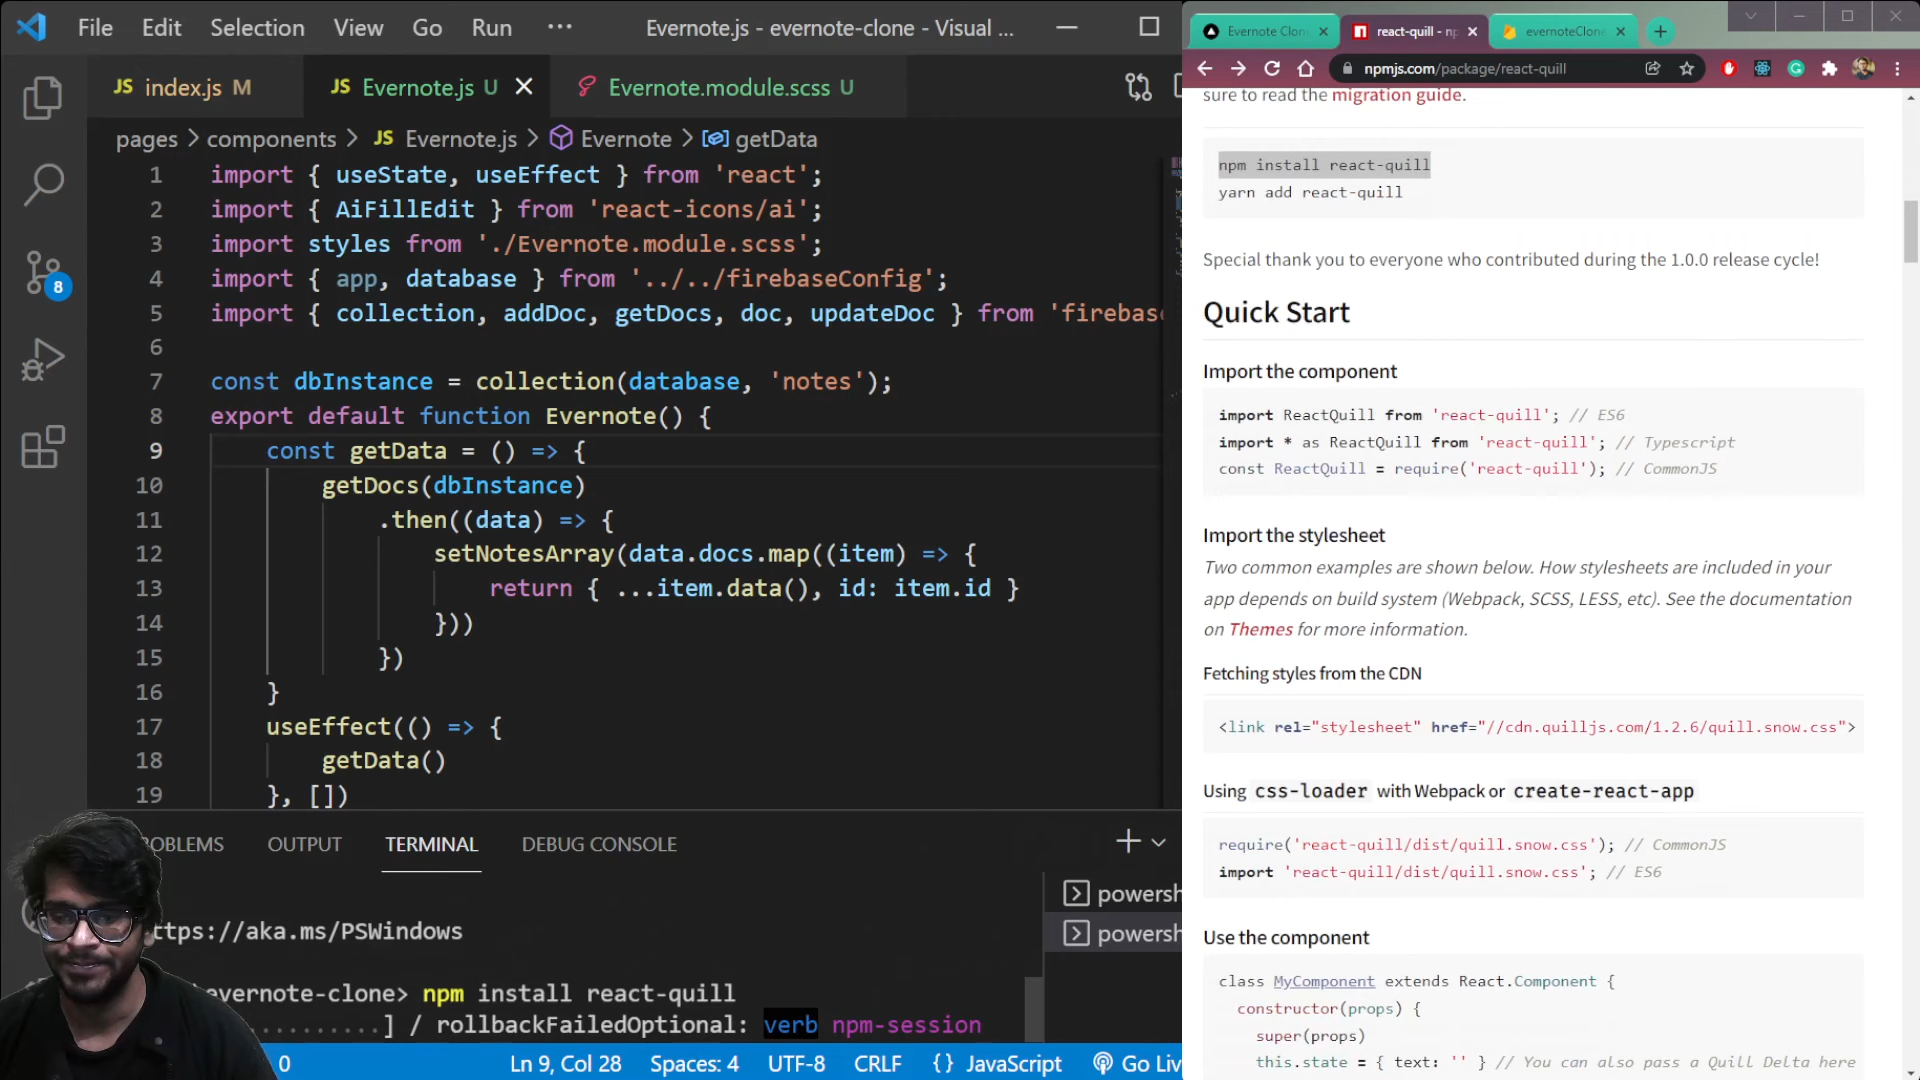 File Edit Selection View Go Run ··· Evernote.js - evernote-clone - Visual ...
JS index.js M JS Evernote.js U Evernote.module.scss U
pages > components > JS Evernote.js > Evernote > getData
1 import { useState, useEffect } from 'react';
2 import { AiFillEdit } from 'react-icons/ai';
3 import styles from './Evernote.module.scss';
4 import { app, database } from '../../firebaseConfig';
5 import { collection, addDoc, getDocs, doc, updateDoc } from 'firebase
6
7 const dbInstance = collection(database, 'notes');
8 export default function Evernote() {
9 const getData = () => {
10 getDocs(dbInstance)
11 .then((data) => {
12 setNotesArray(data.docs.map((item) => {
13 return { ...item.data(), id: item.id }
14 }))
15 })
16 }
17 useEffect(() => {
18 getData()
19 }, [])
8
OBLEMS OUTPUT TERMINAL DEBUG CONSOLE
powersh
powersh
ttps://aka.ms/PSWindows
evernote-clone> npm install react-quill
..........] / rollbackFailedOptional: verb npm-session
0 Ln 9, Col 28 Spaces: 4 UTF-8 CRLF {} JavaScript Go Liv
Evernote Clon react-quill - np evernoteClone
npmjs.com/package/react-quill
sure to read the migration guide.
npm install react-quill
yarn add react-quill
Special thank you to everyone who contributed during the 1.0.0 release cycle!
Quick Start
Import the component
import ReactQuill from 'react-quill'; // ES6
import * as ReactQuill from 'react-quill'; // Typescript
const ReactQuill = require('react-quill'); // CommonJS
Import the stylesheet
Two common examples are shown below. How stylesheets are included in your
app depends on build system (Webpack, SCSS, LESS, etc). See the documentation
on Themes for more information.
Fetching styles from the CDN
<link rel="stylesheet" href="//cdn.quilljs.com/1.2.6/quill.snow.css">
Using css-loader with Webpack or create-react-app
require('react-quill/dist/quill.snow.css'); // CommonJS
import 'react-quill/dist/quill.snow.css'; // ES6
Use the component
class MyComponent extends React.Component {
constructor(props) {
super(props)
this.state = { text: '' } // You can also pass a Quill Delta here